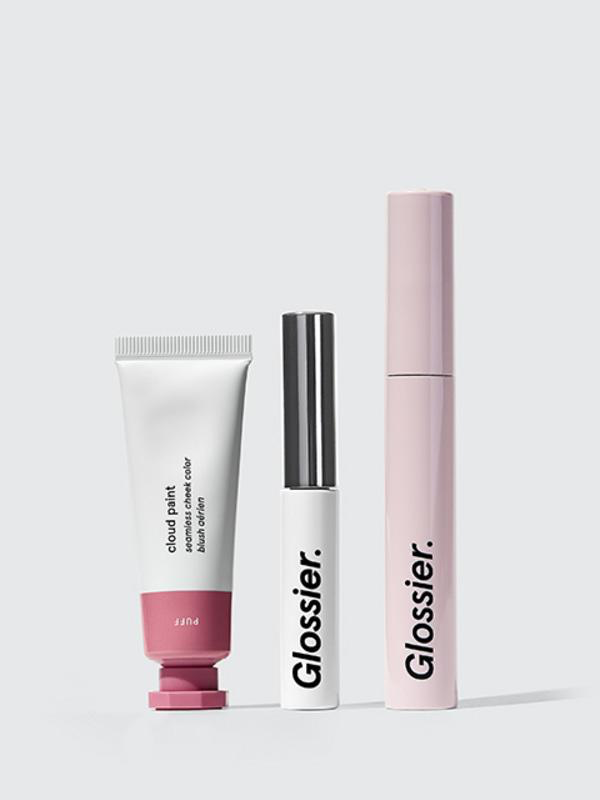 cloud paint
seamless cheek color
blush aérien
PUFF
Glossier.
Glossier.